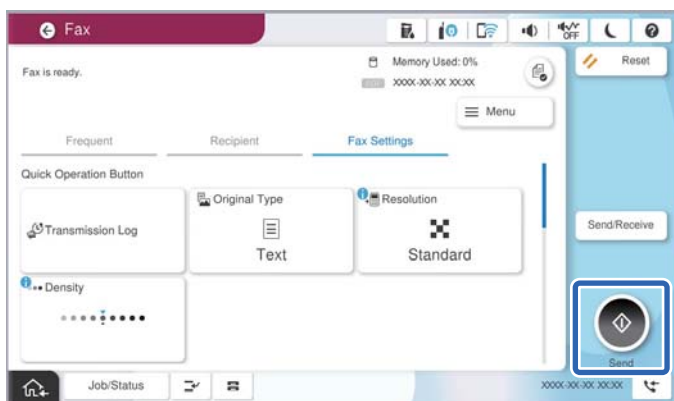 Fax
OFF
Fax is ready.
Memory Used: 0%
XXXX-XX-XX XX:XX
Reset
Menu
Frequent
Recipient
Fax Settings
Quick Operation Button
Transmission Log
Original Type
Text
Resolution
Standard
Send/Receive
Density
Send
Job/Status
XXXX-XX-XX XX:XX